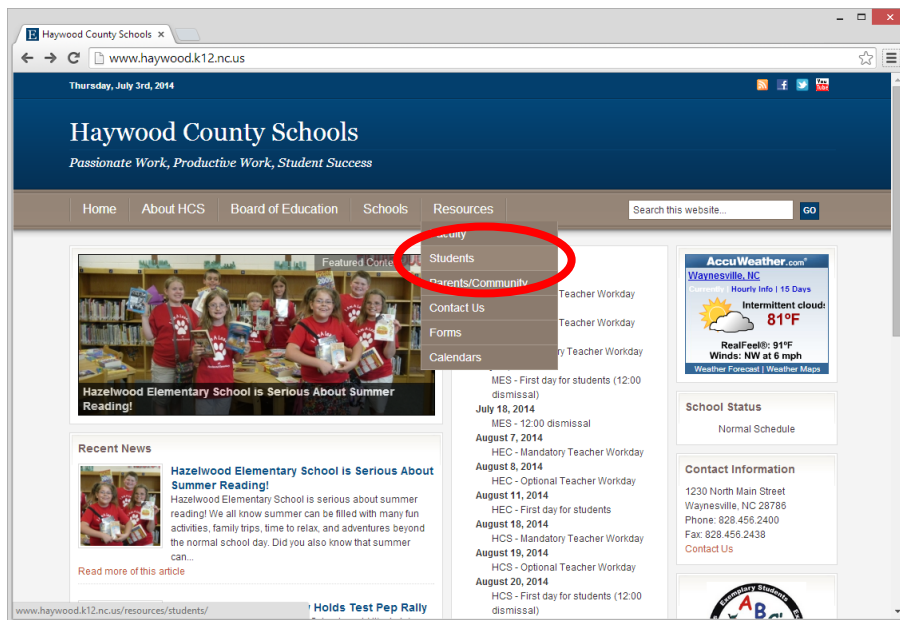 Haywood County Schools
www.haywood.k12.nc.us
Thursday, July 3rd, 2014
You
Tube
Haywood County Schools
Passionate Work, Productive Work, Student Success
Home About HCS Board of Education Schools Resources
Search this website... GO
Faculty
Students
Parents/Community
Contact Us
Forms
Calendars
Featured
Hazelwood Elementary School is Serious About Summer
Reading!
Recent News
Hazelwood Elementary School is Serious About
Summer Reading!
Hazelwood Elementary School is serious about summer
reading! We all know summer can be filled with many fun
activities, family trips, time to relax, and adventures beyond
the normal school day. Did you also know that summer
can...
Read more of this article
Holds Test Pep Rally
www.haywood.k12.nc.us/resources/students/
Teacher Workday
Teacher Workday
Teacher Workday
MES - First day for students (12:00
dismissal)
July 18, 2014
MES - 12:00 dismissal
August 7, 2014
HEC - Mandatory Teacher Workday
August 8, 2014
HEC - Optional Teacher Workday
August 11, 2014
HEC - First day for students
August 18, 2014
HCS - Mandatory Teacher Workday
August 19, 2014
HCS - Optional Teacher Workday
August 20, 2014
HCS - First day for students (12:00
dismissal)
AccuWeather.com®
Waynesville, NC
Currently | Hourly Info | 15 Days
Intermittent clouds
81°F
RealFeel®: 91°F
Winds: NW at 6 mph
Weather Forecast | Weather Maps
School Status
Normal Schedule
Contact Information
1230 North Main Street
Waynesville, NC 28786
Phone: 828.456.2400
Fax: 828.456.2438
Contact Us
Exemplary Students
ABC